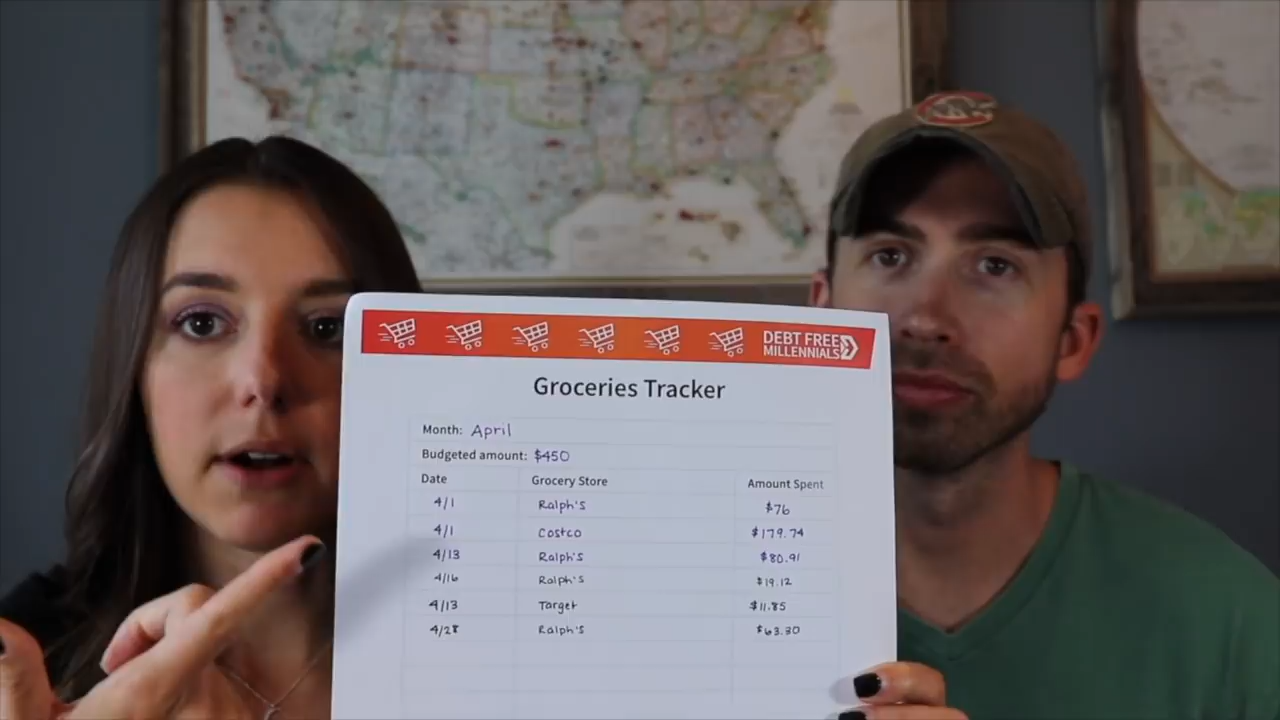 DEBT FREE
MILLENNIALS
Groceries Tracker
Month: April
Budgeted amount: $450
Date Grocery Store Amount Spent
4/1 Ralph's $76
4/1 Costco $179.74
4/13 Ralph's $80.91
4/16 Ralph's $19.12
4/13 Target $11.85
4/28 Ralph's $63.30